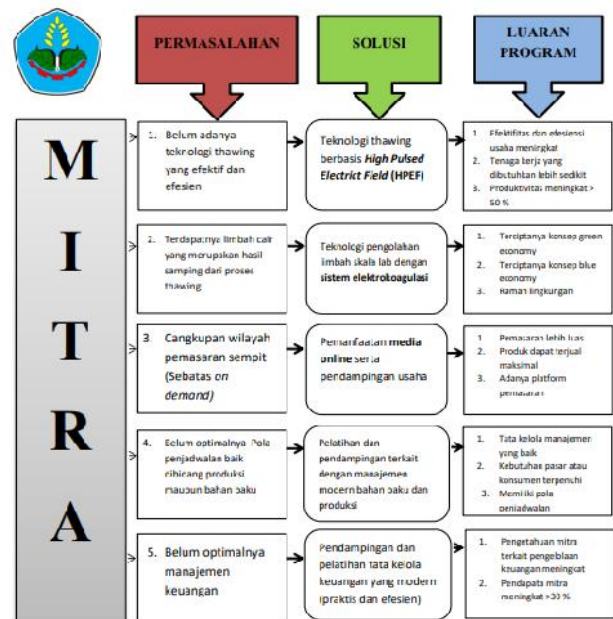 PERMASALAHAN
SOLUSI
LUARAN
PROGRAM
M
I
T
R
A
1. Belum adanya
teknologi thawing
yang efektif dan
efesien
Teknologi thawing
berbasis High Pulsed
Electrict Field (HPEF)
1. Efektifitas dan efesiensi
usaha meningkat
2. Tenaga kerja yang
dibutuhkan lebih sedikit
3. Produktivitas meningkat >
50 %
2. Terdapatnya limbah cair
yang merupakan hasil
samping dari proses
thawing
Teknologi pengolahan
limbah skala lab dengan
sistem elektrokoagulasi
1. Terciptanya konsep green
economy
2. Terciptanya konsep blue
economy
3. Ramah lingkungan
3. Cangkupan wilayah
pemasaran sempit
(Sebatas on
demand)
Pemanfaatan media
online serta
pendampingan usaha
1. Pemasaran lebih luas
2. Produk dapat terjual
maksimal
3. Adanya platform
pemasaran
4. Belum optimalnya Pola
penjadwalan baik
dibidang produksi
maupun bahan baku
Pelatihan dan
pendampingan terkait
dengan manajemen
modern bahan baku dan
produksi
1. Tata kelola manajemen
yang baik
2. Kebutuhan pasar atau
konsumen terpenuhi
3. Memiliki pola
penjadwalan
5. Belum optimalnya
manajemen
keuangan
Pendampingan dan
pelatihan tata kelola
keuangan yang modern
(praktis dan efesien)
1. Pengetahuan mitra
terkait pengelolaan
keuangan meningkat
2. Pendapata mitra
meningkat >30 %